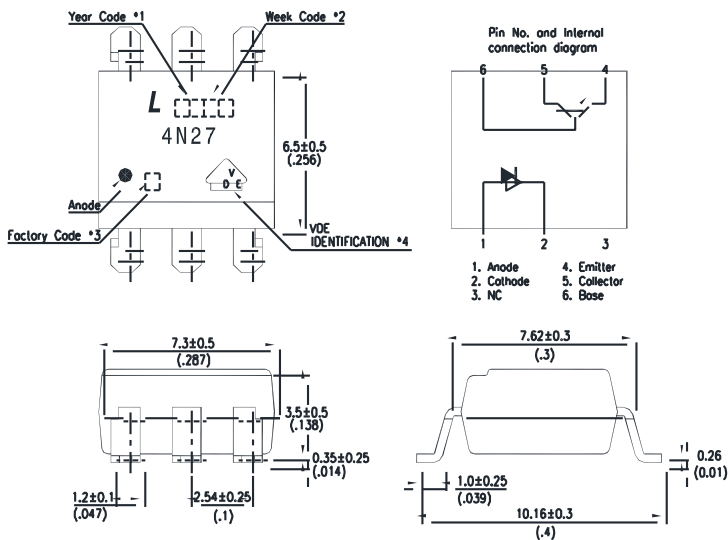 Year Code *1
Week Code *2
L
4N27
V
D E
Anode
Factory Code *3
6.5±0.5
(.256)
VDE
IDENTIFICATION *4
Pin No. and Internal
connection diagram
6 5 4
1 2 3
1. Anode
2. Cathode
3. NC
4. Emitter
5. Collector
6. Base
7.3±0.5
(.287)
3.5±0.5
(.138)
0.35±0.25
(.014)
1.2±0.1
(.047)
2.54±0.25
(.1)
7.62±0.3
(.3)
0.26
(0.01)
1.0±0.25
(.039)
10.16±0.3
(.4)